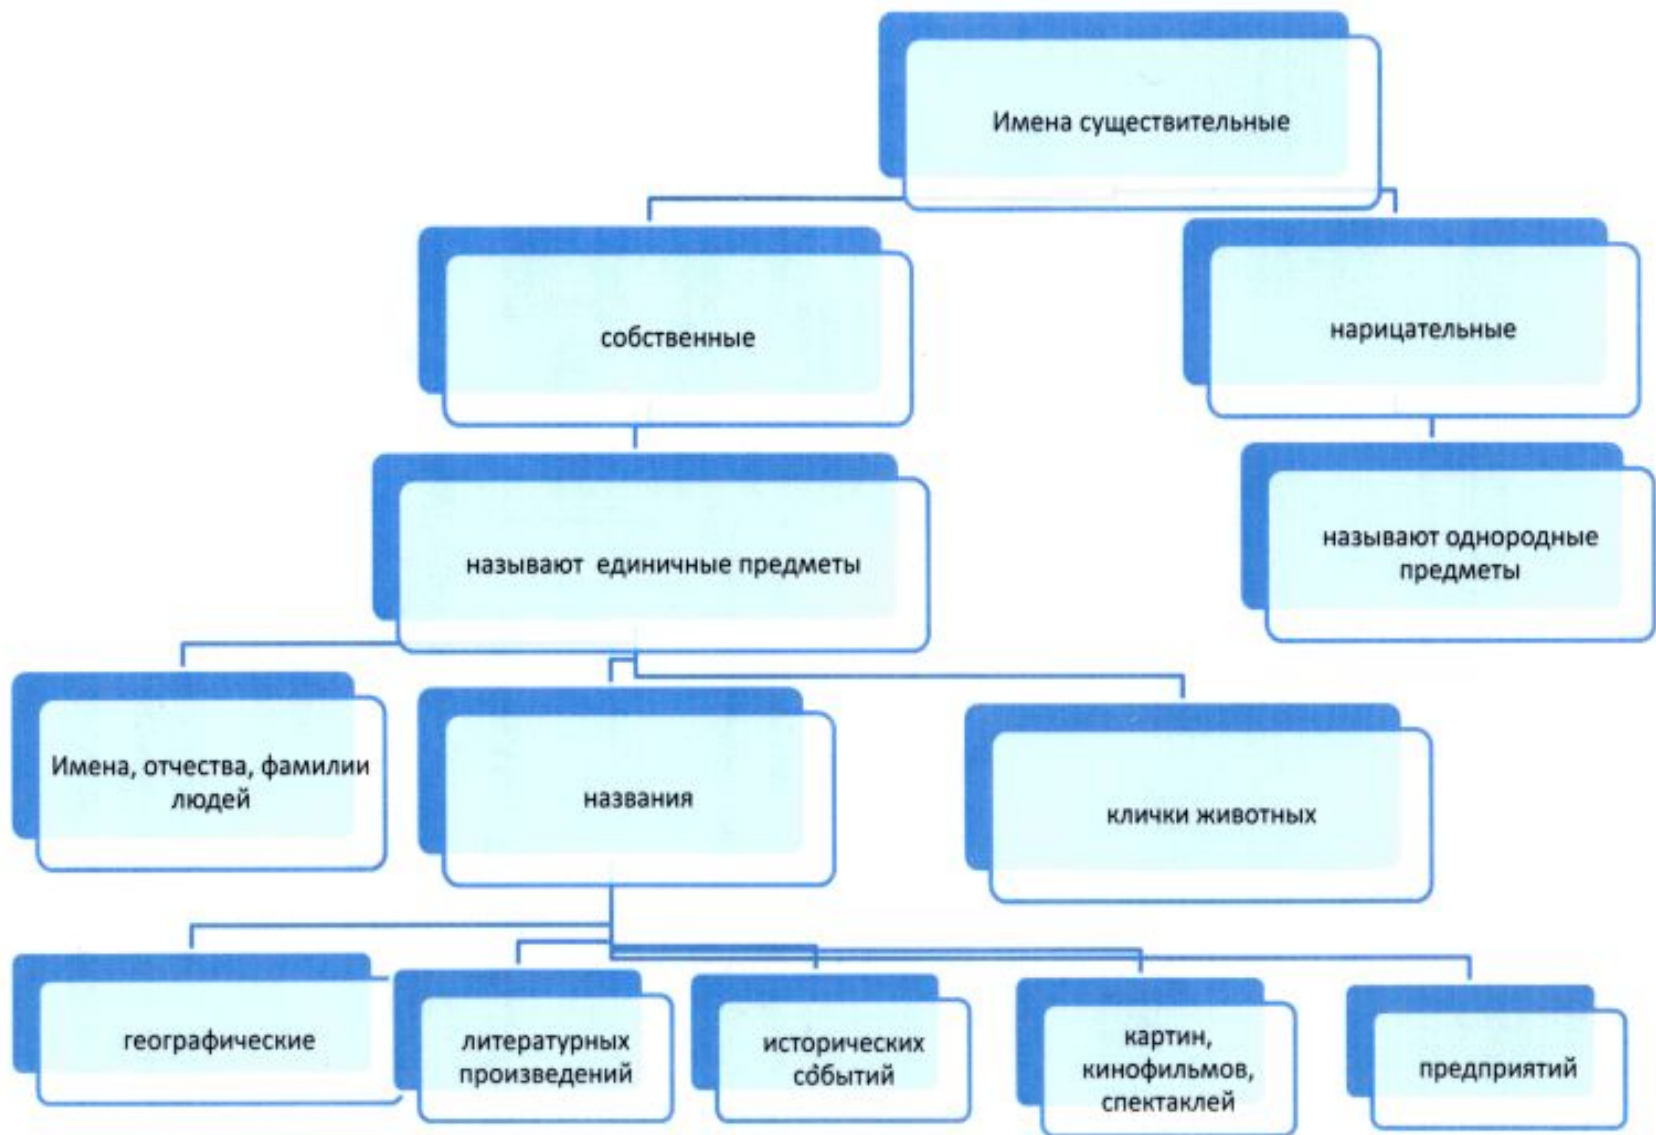 Имена существительные
собственные
нарицательные
называют единичные предметы
называют однородные
предметы
Имена, отчества, фамилии
людей
названия
клички животных
географические
литературных
произведений
исторических
событий
картин,
кинофильмов,
спектаклей
предприятий